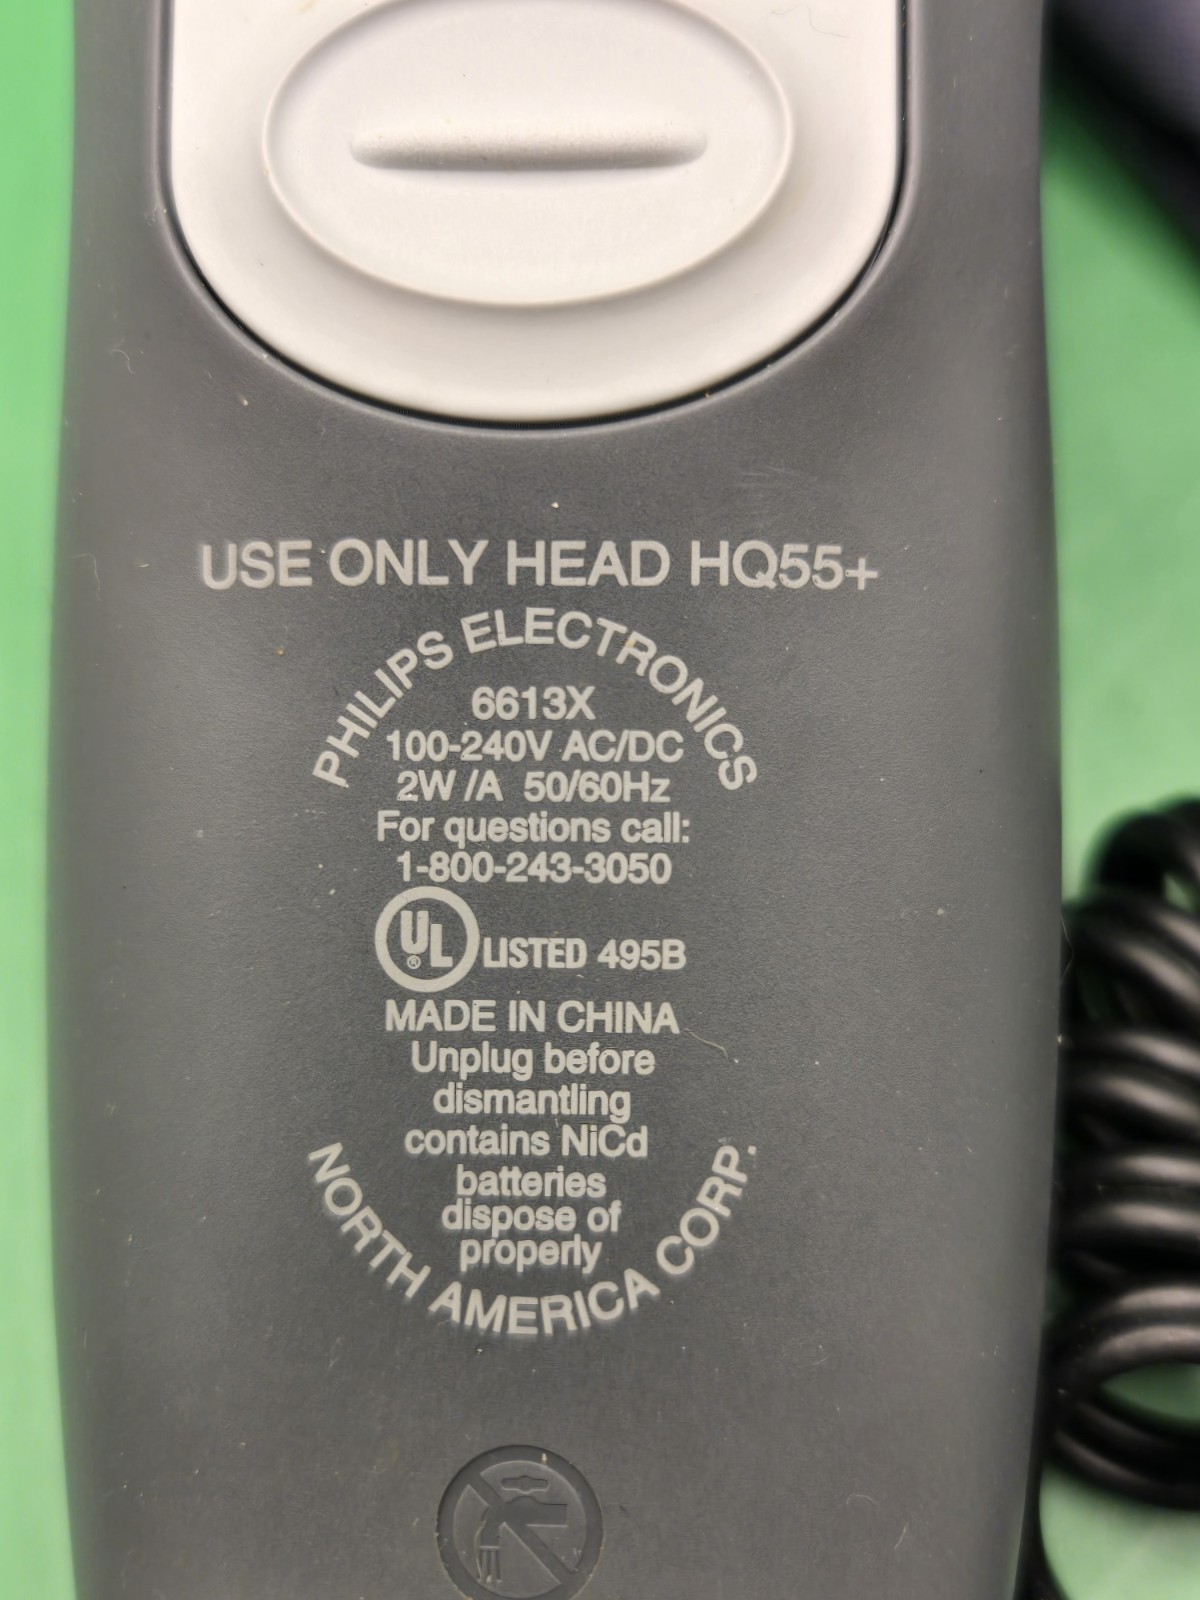 USE ONLY HEAD HQ55+
PHILIPS ELECTRONICS
6613X
100-240V AC/DC
2W /A 50/60Hz
For questions call:
1-800-243-3050
UL ® LISTED 495B
MADE IN CHINA
Unplug before
dismantling
contains NiCd
batteries
dispose of
properly
NORTH AMERICA CORP.